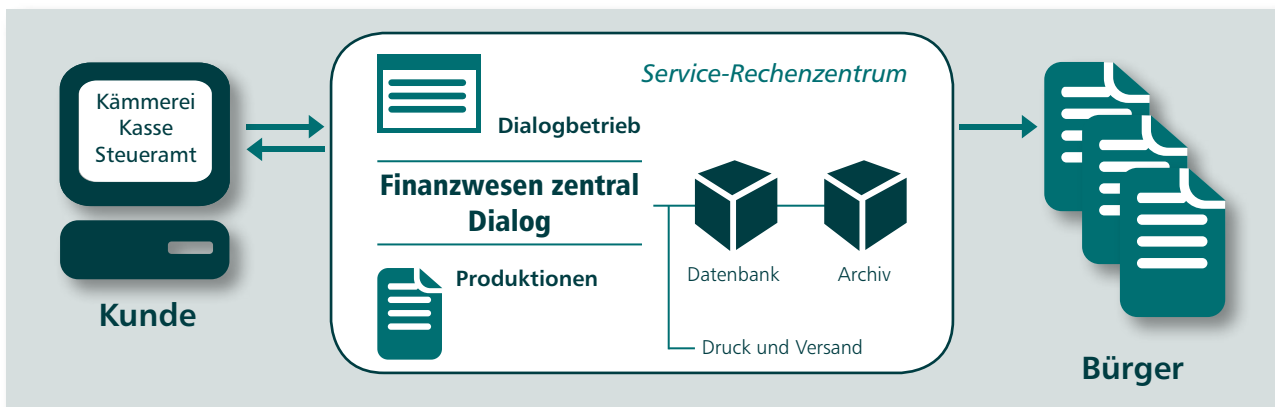 Kämmerei
Kasse
Steueramt
Kunde
Service-Rechenzentrum
Dialogbetrieb
Finanzwesen zentral
Dialog
Produktionen
Datenbank
Archiv
Druck und Versand
Bürger